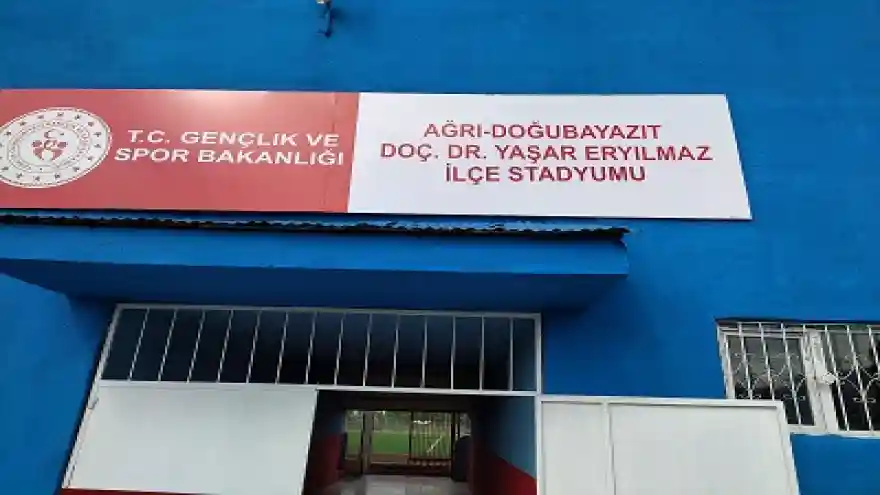 T.C. GENÇLİK VE
SPOR BAKANLIĞI
AĞRI-DOĞUBAYAZIT
DOÇ. DR. YAŞAR ERYILMAZ
İLÇE STADYUMU